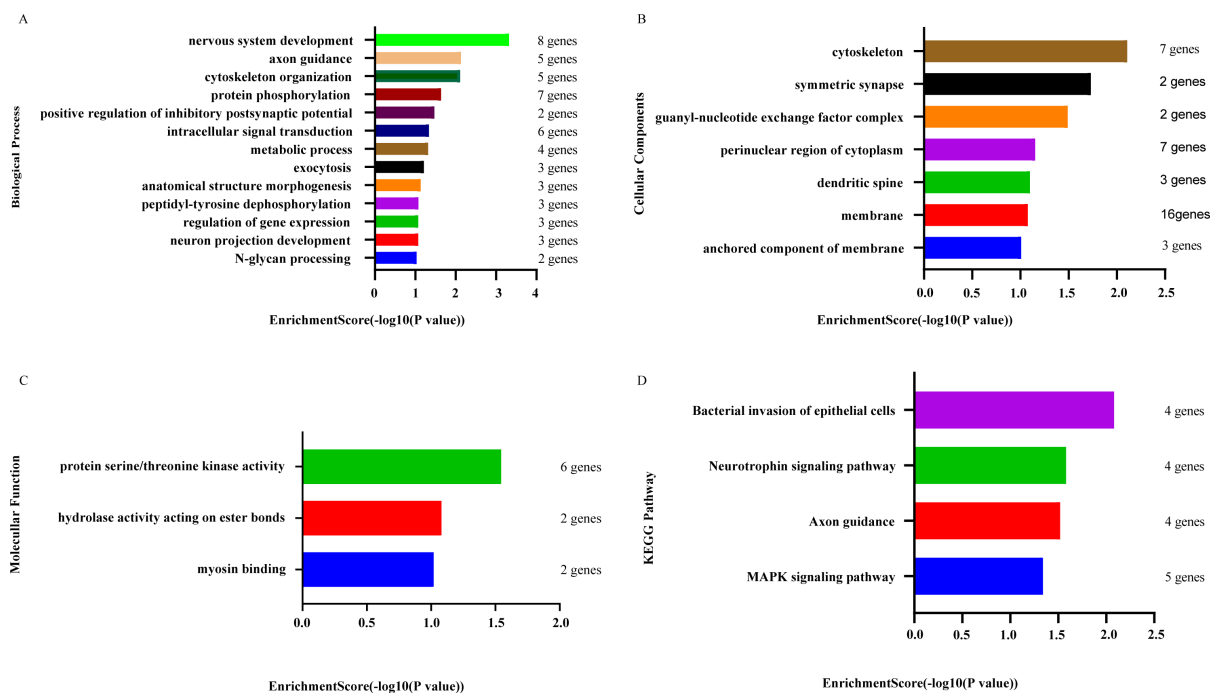 A
Biological Process
nervous system development 8 genes
axon guidance 5 genes
cytoskeleton organization 5 genes
protein phosphorylation 7 genes
positive regulation of inhibitory postsynaptic potential 2 genes
intracellular signal transduction 6 genes
metabolic process 4 genes
exocytosis 3 genes
anatomical structure morphogenesis 3 genes
peptidyl-tyrosine dephosphorylation 3 genes
regulation of gene expression 3 genes
neuron projection development 3 genes
N-glycan processing 2 genes
0 1 2 3 4
EnrichmentScore(-log10(P value))
B
Cellular Components
cytoskeleton 7 genes
symmetric synapse 2 genes
guanyl-nucleotide exchange factor complex 2 genes
perinuclear region of cytoplasm 7 genes
dendritic spine 3 genes
membrane 16genes
anchored component of membrane 3 genes
0.0 0.5 1.0 1.5 2.0 2.5
EnrichmentScore(-log10(P value))
C
Molecullar Function
protein serine/threonine kinase activity 6 genes
hydrolase activity acting on ester bonds 2 genes
myosin binding 2 genes
0.0 0.5 1.0 1.5 2.0
EnrichmentScore(-log10(P value))
D
KEGG Pathway
Bacterial invasion of epithelial cells 4 genes
Neurotrophin signaling pathway 4 genes
Axon guidance 4 genes
MAPK signaling pathway 5 genes
0.0 0.5 1.0 1.5 2.0 2.5
EnrichmentScore(-log10(P value))